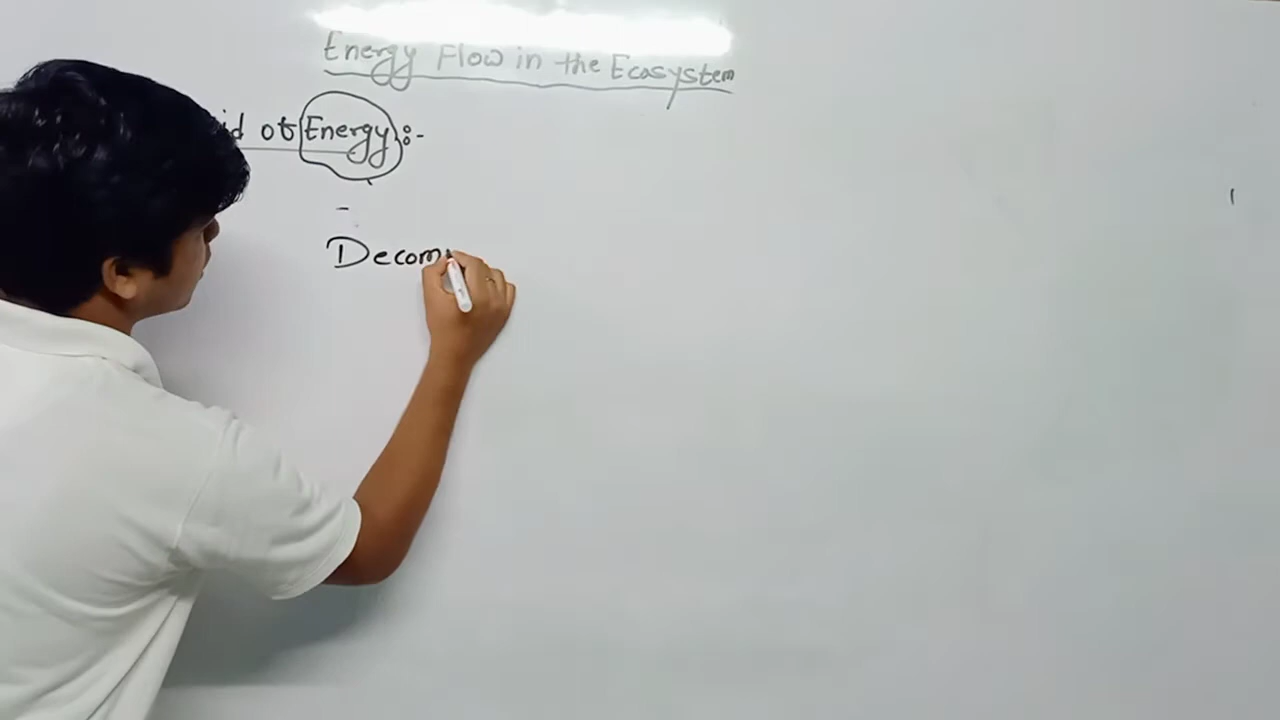 Energy Flow in the Ecosystem
id of Energy :-
Decom